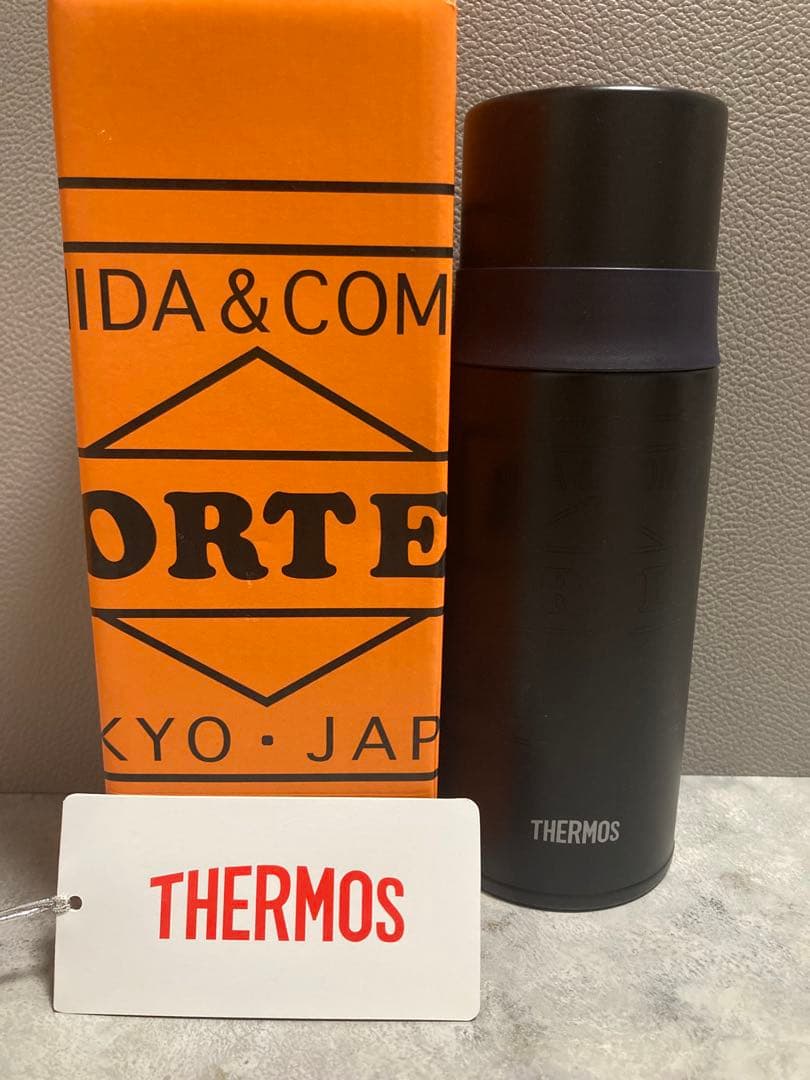 IDA & COM
ORTE
KYO · JAP
THERMOS
THERMOS